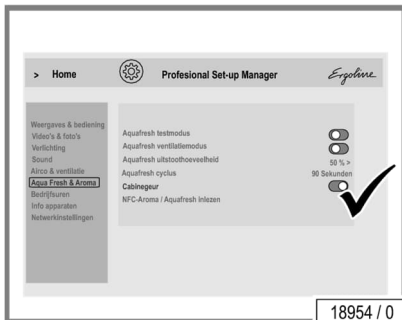 > Home
Profesional Set-up Manager
Ergoline
Weergaves & bediening
Video's & foto's
Verlichting
Sound
Airco & ventilatie
Aqua Fresh & Aroma
Bedrijfsuren
Info apparaten
Netwerkinstellingen
Aquafresh testmodus
Aquafresh ventilatiemodus
Aquafresh uitstoothoeveelheid
50 % >
Aquafresh cyclus
90 Sekunden
Cabinegeur
NFC-Aroma / Aquafresh inlezen
18954 / 0